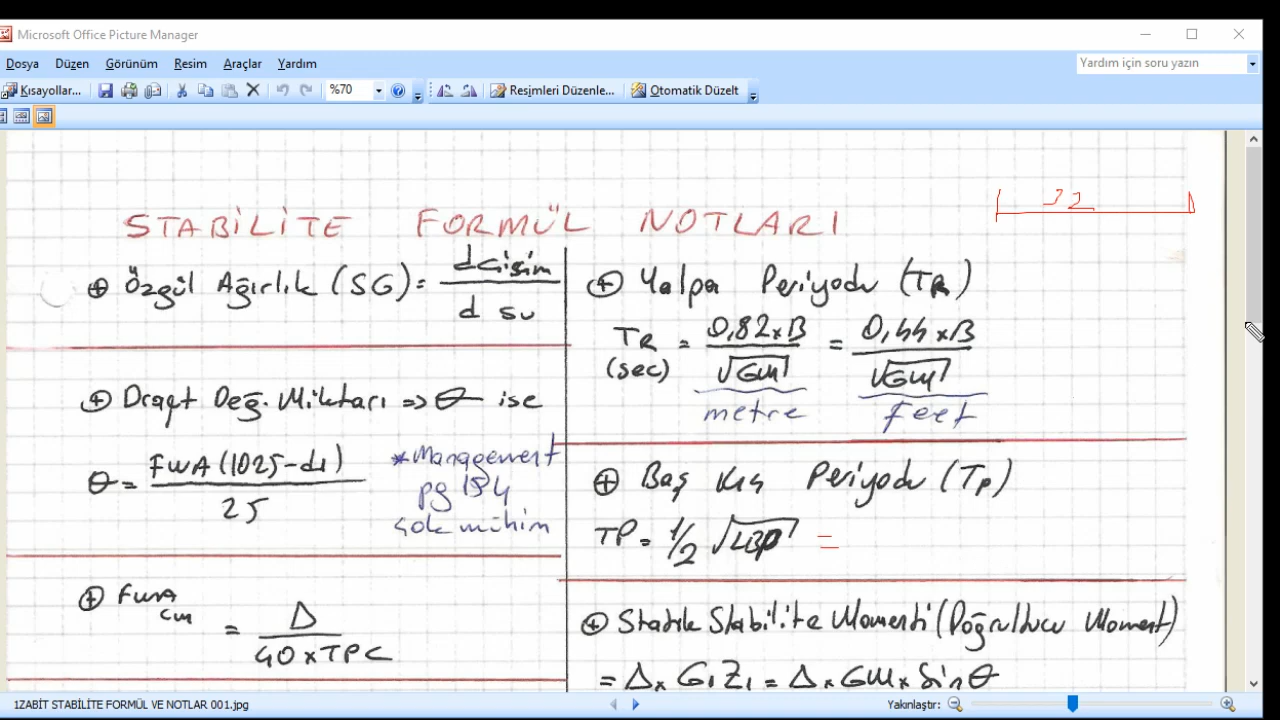 Microsoft Office Picture Manager
Dosya Düzen Görünüm Resim Araçlar Yardım
Yardım için soru yazın
Kısayollar... %70 Resimleri Düzenle... Otomatik Düzelt
32
STABİLİTE FORMÜL NOTLARI
⊕ Özgül Ağırlık (SG) = dcisim / d su
⊕ Draft Değ. Miktarı => θ ise
θ = FWA (1025-d1) / 25
*Management
pg 154
çok mühim
⊕ FWA cm = Δ / 40 x TPC
⊕ Yalpa Periyodu (TR)
TR (sec) = 0,82 x B / √GM = 0,44 x B / √GM
metre feet
⊕ Baş Kıç Periyodu (TP)
TP = 1/2 √LBP =
⊕ Statik Stabilite Momenti (Doğrultucu Moment)
= Δ x G1Z1 = Δ x GM x Sin θ
1ZABİT STABİLİTE FORMÜL VE NOTLAR 001.jpg
Yakınlaştır: